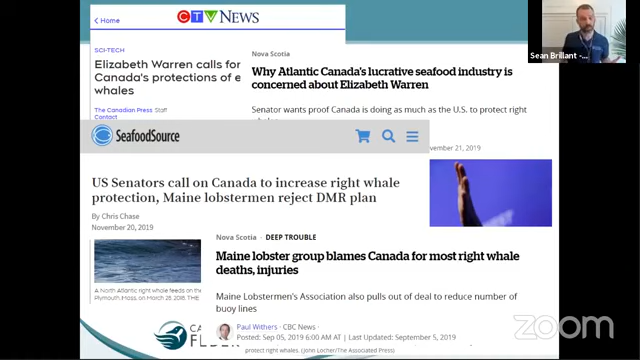 CTV NEWS
< Home
SCI-TECH
Elizabeth Warren calls for
Canada's protections of e
whales
The Canadian Press Staff
Contact
Nova Scotia
Why Atlantic Canada's lucrative seafood industry is
concerned about Elizabeth Warren
Senator wants proof Canada is doing as much as the U.S. to protect right
vember 21, 2019
SeafoodSource
US Senators call on Canada to increase right whale
protection, Maine lobstermen reject DMR plan
By Chris Chase
November 20, 2019
Nova Scotia • DEEP TROUBLE
Maine lobster group blames Canada for most right whale
deaths, injuries
Maine Lobstermen's Association also pulls out of deal to reduce number of
buoy lines
A North Atlantic right whale feeds on the
Plymouth, Mass. on March 28, 2018. THE
Paul Withers · CBC News ·
Posted: Sep 05, 2019 6:00 AM AT | Last Updated: September 5, 2019
protect right whales. (John Locher/The Associated Press)
CA
Sean Brillant -...
zoom